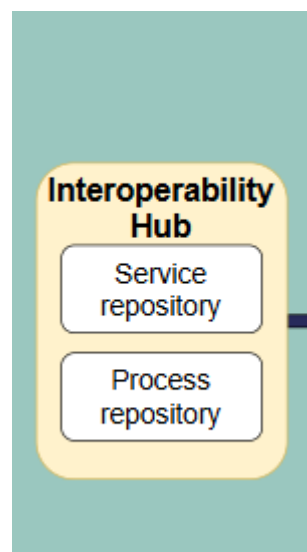 Interoperability
Hub
Service
repository
Process
repository